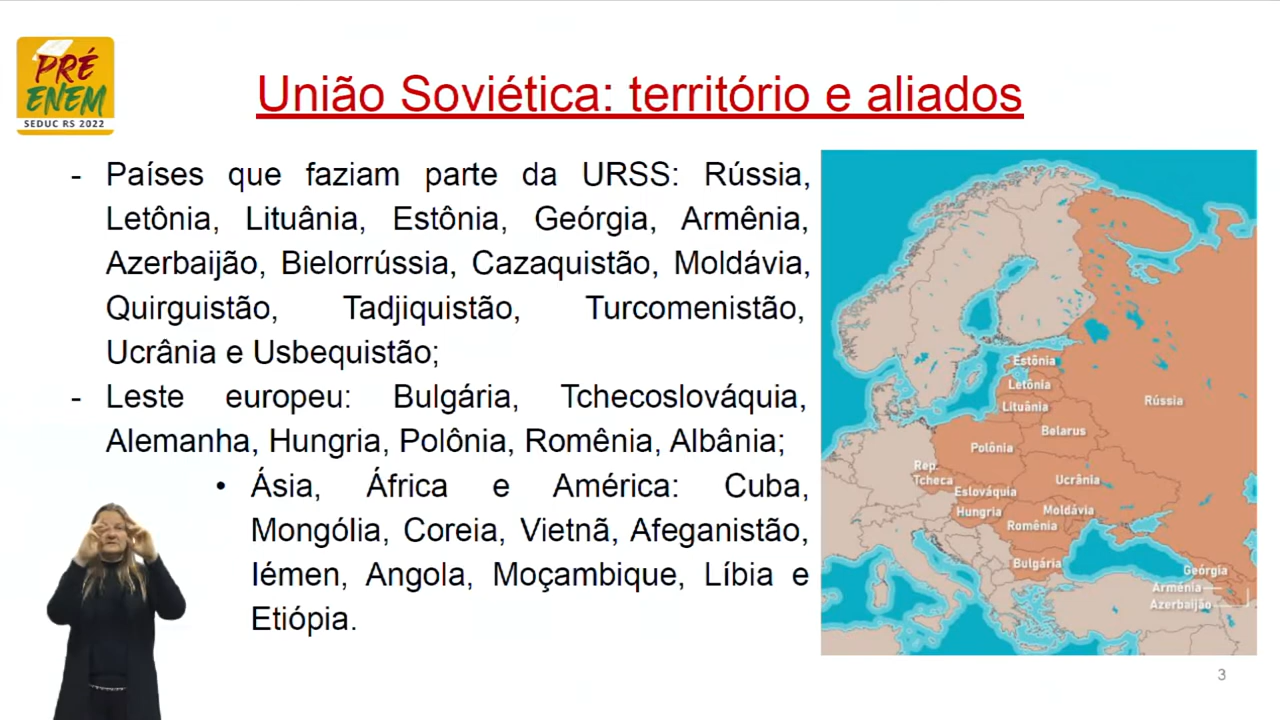 PRÉ
ENEM
SEDUC RS 2022
União Soviética: território e aliados
- Países que faziam parte da URSS: Rússia,
Letônia, Lituânia, Estônia, Geórgia, Armênia,
Azerbaijão, Bielorrússia, Cazaquistão, Moldávia,
Quirguistão, Tadjiquistão, Turcomenistão,
Ucrânia e Usbequistão;
- Leste europeu: Bulgária, Tchecoslováquia,
Alemanha, Hungria, Polônia, Romênia, Albânia;
• Ásia, África e América: Cuba,
Mongólia, Coreia, Vietnã, Afeganistão,
Iémen, Angola, Moçambique, Líbia e
Etiópia.
Estônia
Letônia
Lituânia
Rússia
Belarus
Polônia
Rep.
Tcheca
Ucrânia
Eslováquia
Hungria
Moldávia
Romênia
Bulgária
Geórgia
Armênia
Azerbaijão
3